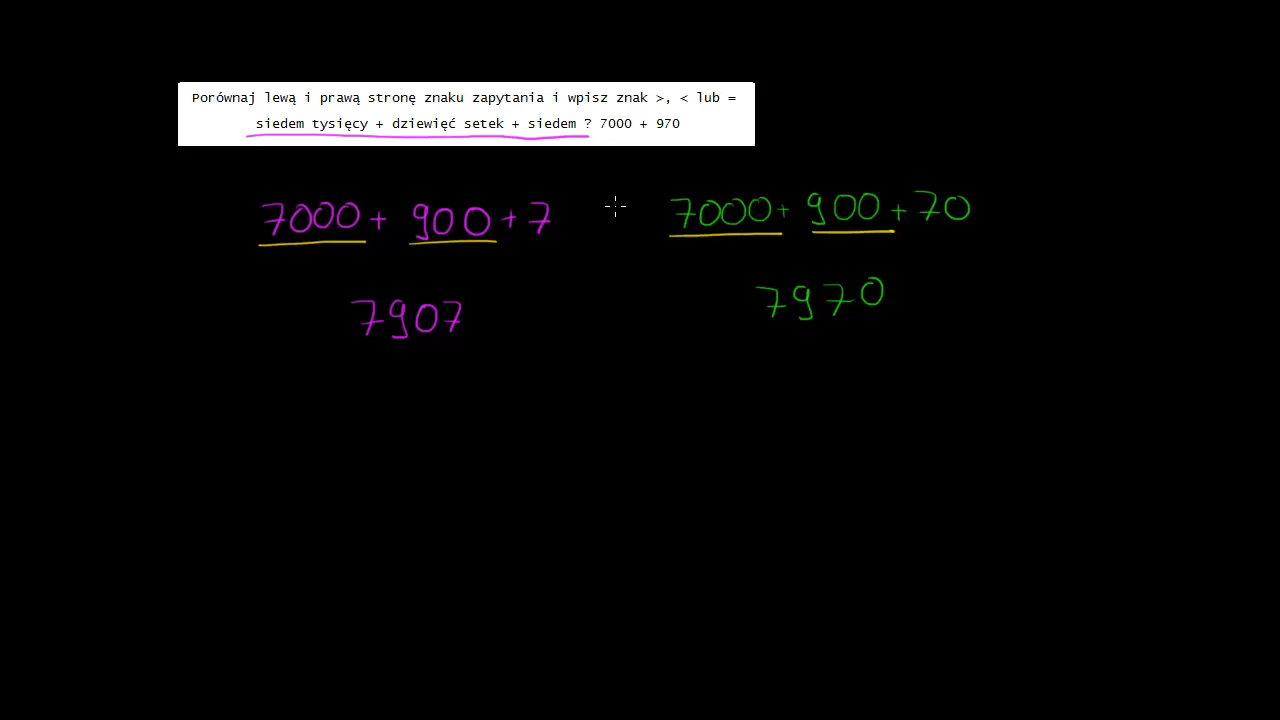 Porównaj lewą i prawą stronę znaku zapytania i wpisz znak >, < lub =
siedem tysięcy + dziewięć setek + siedem ? 7000 + 970
7000 + 900 + 7
7000 + 900 + 70
7907
7970